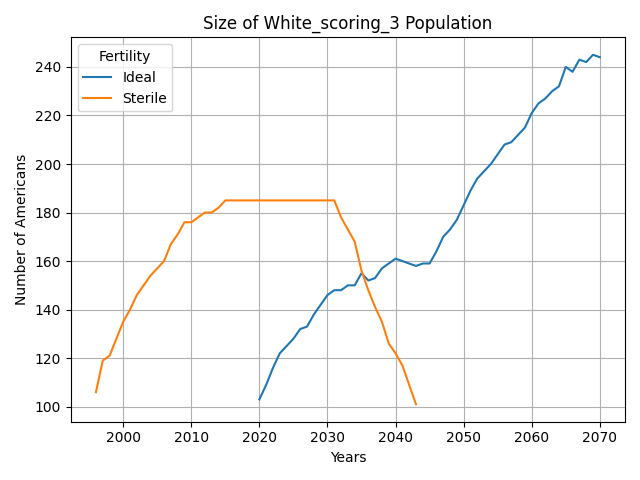 Size of White_scoring_3 Population
Fertility
Ideal
Sterile
Number of Americans
240
220
200
180
160
140
120
100
2000 2010 2020 2030 2040 2050 2060 2070
Years